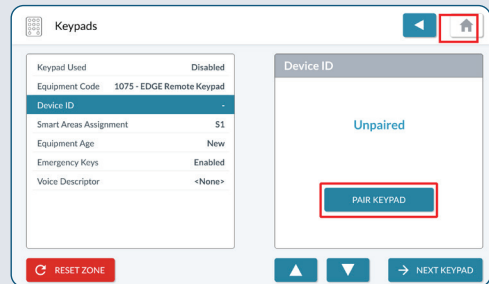 Keypads
Keypad Used Disabled
Equipment Code 1075 - EDGE Remote Keypad
Device ID -
Smart Areas Assignment S1
Equipment Age New
Emergency Keys Enabled
Voice Descriptor <None>
Device ID
Unpaired
PAIR KEYPAD
RESET ZONE
NEXT KEYPAD